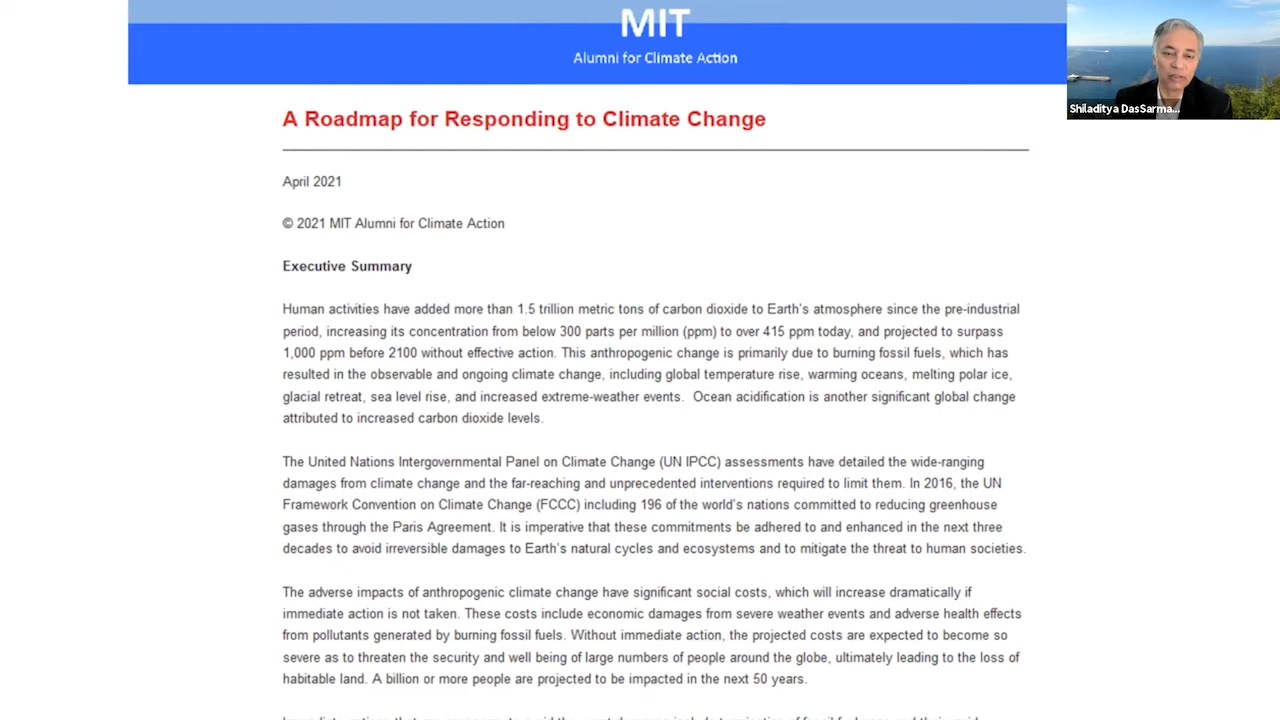 MIT
Alumni for Climate Action
Shiladitya DasSarma...
A Roadmap for Responding to Climate Change
April 2021
© 2021 MIT Alumni for Climate Action
Executive Summary
Human activities have added more than 1.5 trillion metric tons of carbon dioxide to Earth's atmosphere since the pre-industrial
period, increasing its concentration from below 300 parts per million (ppm) to over 415 ppm today, and projected to surpass
1,000 ppm before 2100 without effective action. This anthropogenic change is primarily due to burning fossil fuels, which has
resulted in the observable and ongoing climate change, including global temperature rise, warming oceans, melting polar ice,
glacial retreat, sea level rise, and increased extreme-weather events. Ocean acidification is another significant global change
attributed to increased carbon dioxide levels.
The United Nations Intergovernmental Panel on Climate Change (UN IPCC) assessments have detailed the wide-ranging
damages from climate change and the far-reaching and unprecedented interventions required to limit them. In 2016, the UN
Framework Convention on Climate Change (FCCC) including 196 of the world's nations committed to reducing greenhouse
gases through the Paris Agreement. It is imperative that these commitments be adhered to and enhanced in the next three
decades to avoid irreversible damages to Earth's natural cycles and ecosystems and to mitigate the threat to human societies.
The adverse impacts of anthropogenic climate change have significant social costs, which will increase dramatically if
immediate action is not taken. These costs include economic damages from severe weather events and adverse health effects
from pollutants generated by burning fossil fuels. Without immediate action, the projected costs are expected to become so
severe as to threaten the security and well being of large numbers of people around the globe, ultimately leading to the loss of
habitable land. A billion or more people are projected to be impacted in the next 50 years.